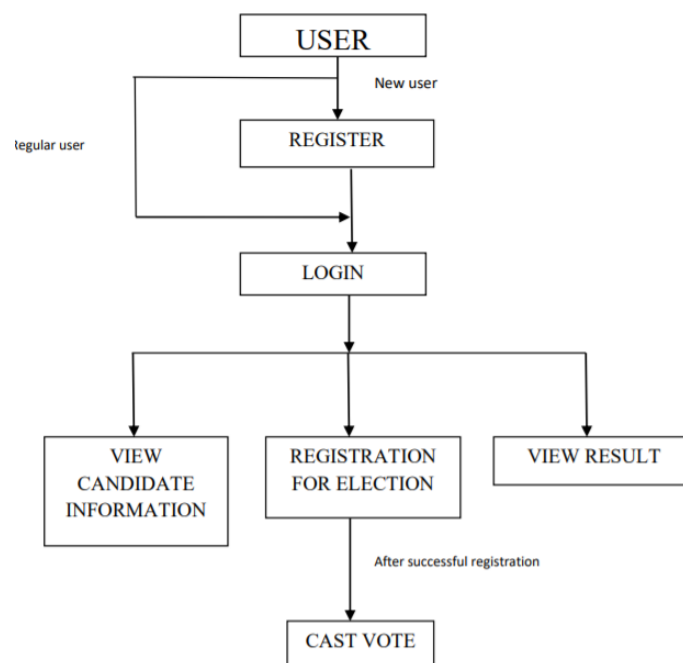 USER
New user
REGISTER
Regular user
LOGIN
VIEW
CANDIDATE
INFORMATION
REGISTRATION
FOR ELECTION
VIEW RESULT
After successful registration
CAST VOTE